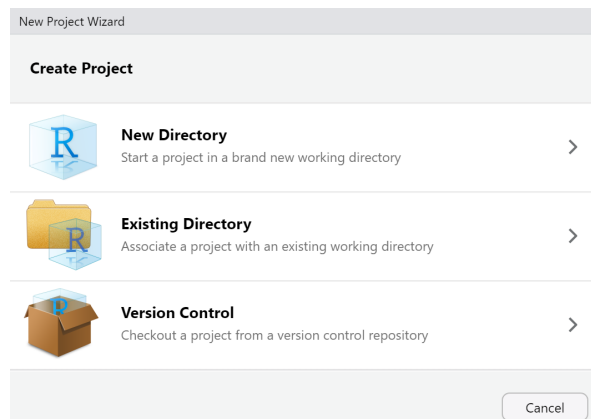 New Project Wizard
Create Project
R
New Directory
Start a project in a brand new working directory
R
Existing Directory
Associate a project with an existing working directory
R
Version Control
Checkout a project from a version control repository
Cancel